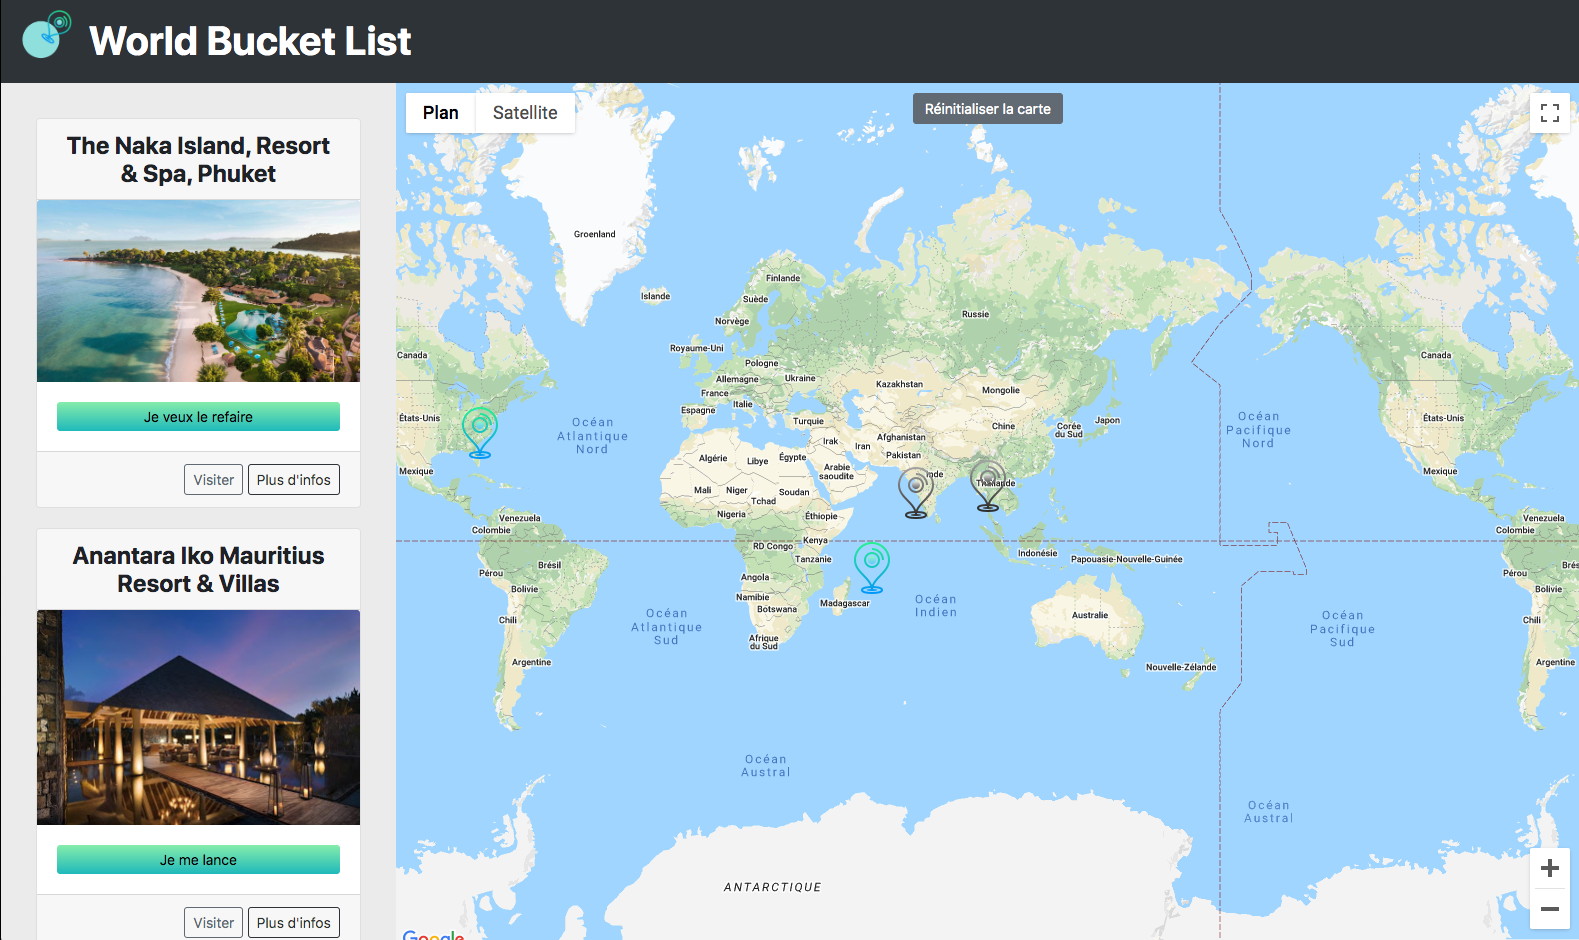 World Bucket List
The Naka Island, Resort
& Spa, Phuket
Je veux le refaire
Visiter
Plus d'infos
Anantara Iko Mauritius
Resort & Villas
Je me lance
Visiter
Plus d'infos
Plan
Satellite
Réinitialiser la carte
Groenland
Islande
Finlande
Suède
Norvège
Russie
Royaume-Uni
Pologne
Allemagne
Ukraine
France
Italie
Espagne
Kazakhstan
Mongolie
Turquie
Irak
Iran
Afghanistan
Pakistan
Chine
Corée
du Sud
Japon
Canada
États-Unis
Mexique
Océan
Atlantique
Nord
Algérie
Libye
Égypte
Arabie
saoudite
Mali
Niger
Tchad
Soudan
Nigeria
Éthiopie
nde
Thaïlande
Océan
Pacifique
Nord
Canada
États-Unis
Mexique
Venezuela
Colombie
Pérou
Brésil
Bolivie
Chili
Argentine
RD Congo
Kenya
Tanzanie
Angola
Namibie
Botswana
Madagascar
Afrique
du Sud
Océan
Atlantique
Sud
Océan
Indien
Indonésie
Papouasie-Nouvelle-Guinée
Australie
Nouvelle-Zélande
Océan
Pacifique
Sud
Venezuela
Colombie
Pérou
Brés
Bolivie
Chili
Argentine
Océan
Austral
Océan
Austral
ANTARCTIQUE
Google